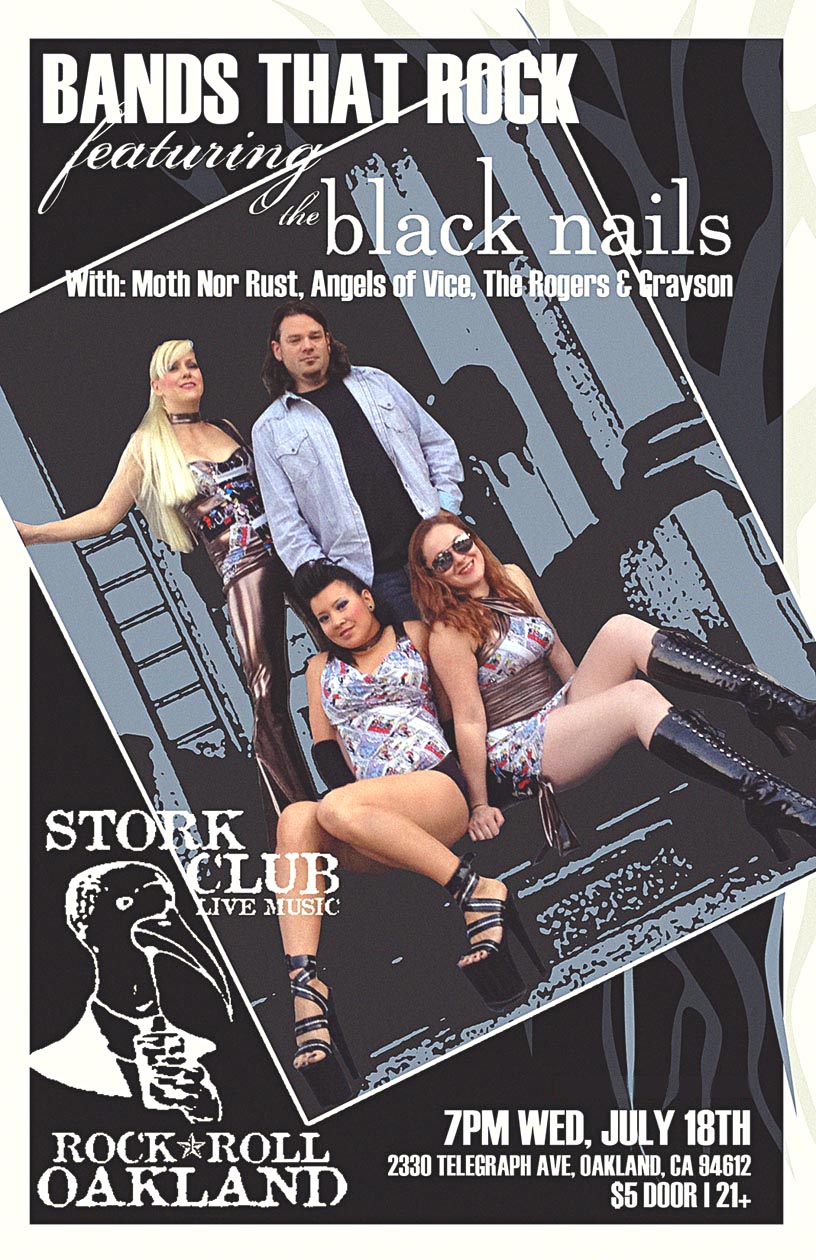 BANDS THAT ROCK
featuring
the black nails
With: Moth Nor Rust, Angels of Vice, The Rogers & Grayson
STORK
CLUB
LIVE MUSIC
ROCK★ROLL
OAKLAND
7PM WED, JULY 18TH
2330 TELEGRAPH AVE, OAKLAND, CA 94612
$5 DOOR | 21+